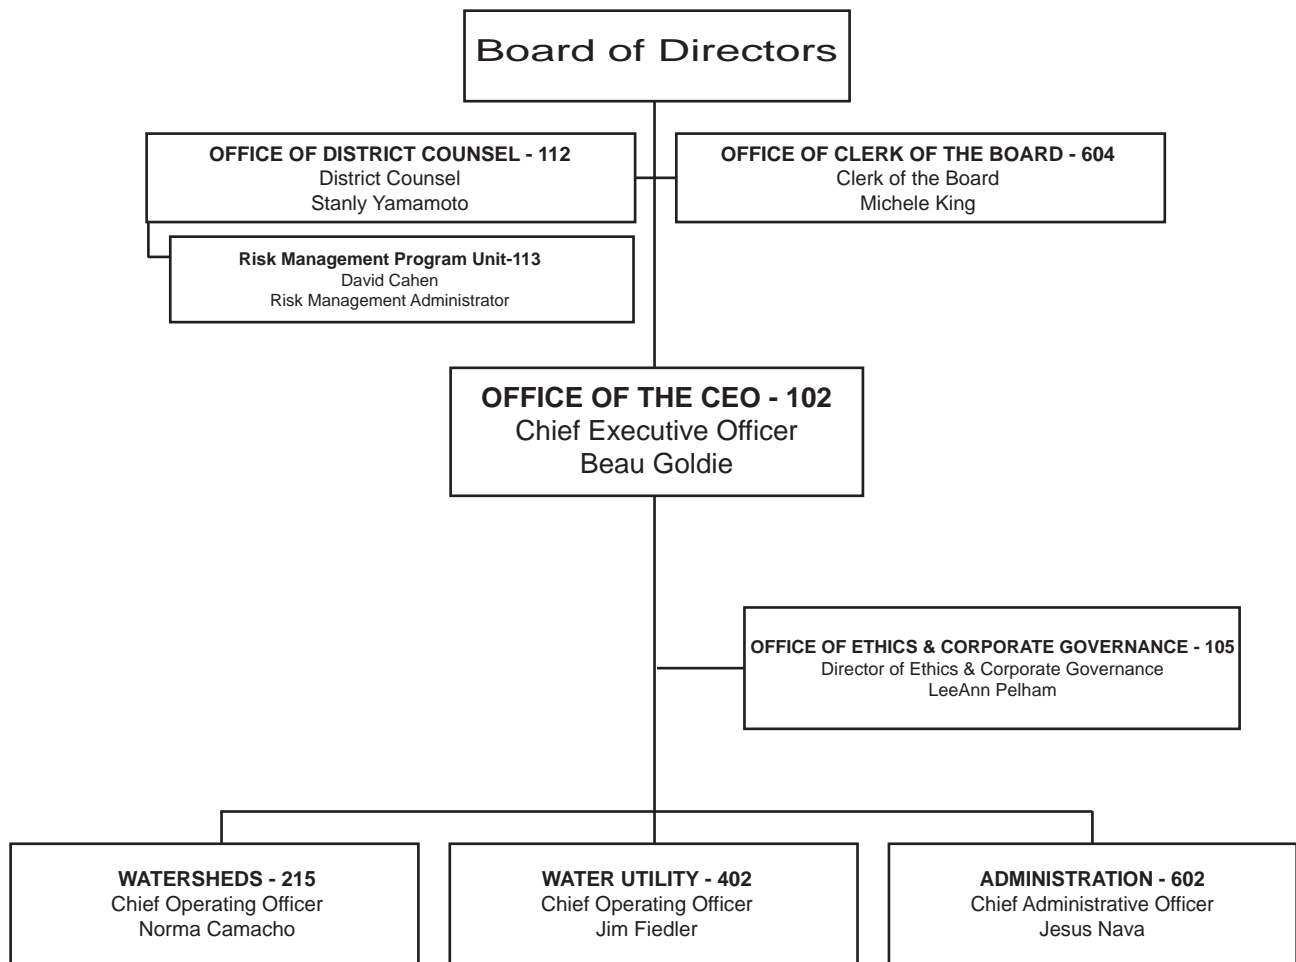 Board of Directors
OFFICE OF DISTRICT COUNSEL - 112
District Counsel
Stanly Yamamoto
OFFICE OF CLERK OF THE BOARD - 604
Clerk of the Board
Michele King
Risk Management Program Unit-113
David Cahen
Risk Management Administrator
OFFICE OF THE CEO - 102
Chief Executive Officer
Beau Goldie
OFFICE OF ETHICS & CORPORATE GOVERNANCE - 105
Director of Ethics & Corporate Governance
LeeAnn Pelham
WATERSHEDS - 215
Chief Operating Officer
Norma Camacho
WATER UTILITY - 402
Chief Operating Officer
Jim Fiedler
ADMINISTRATION - 602
Chief Administrative Officer
Jesus Nava